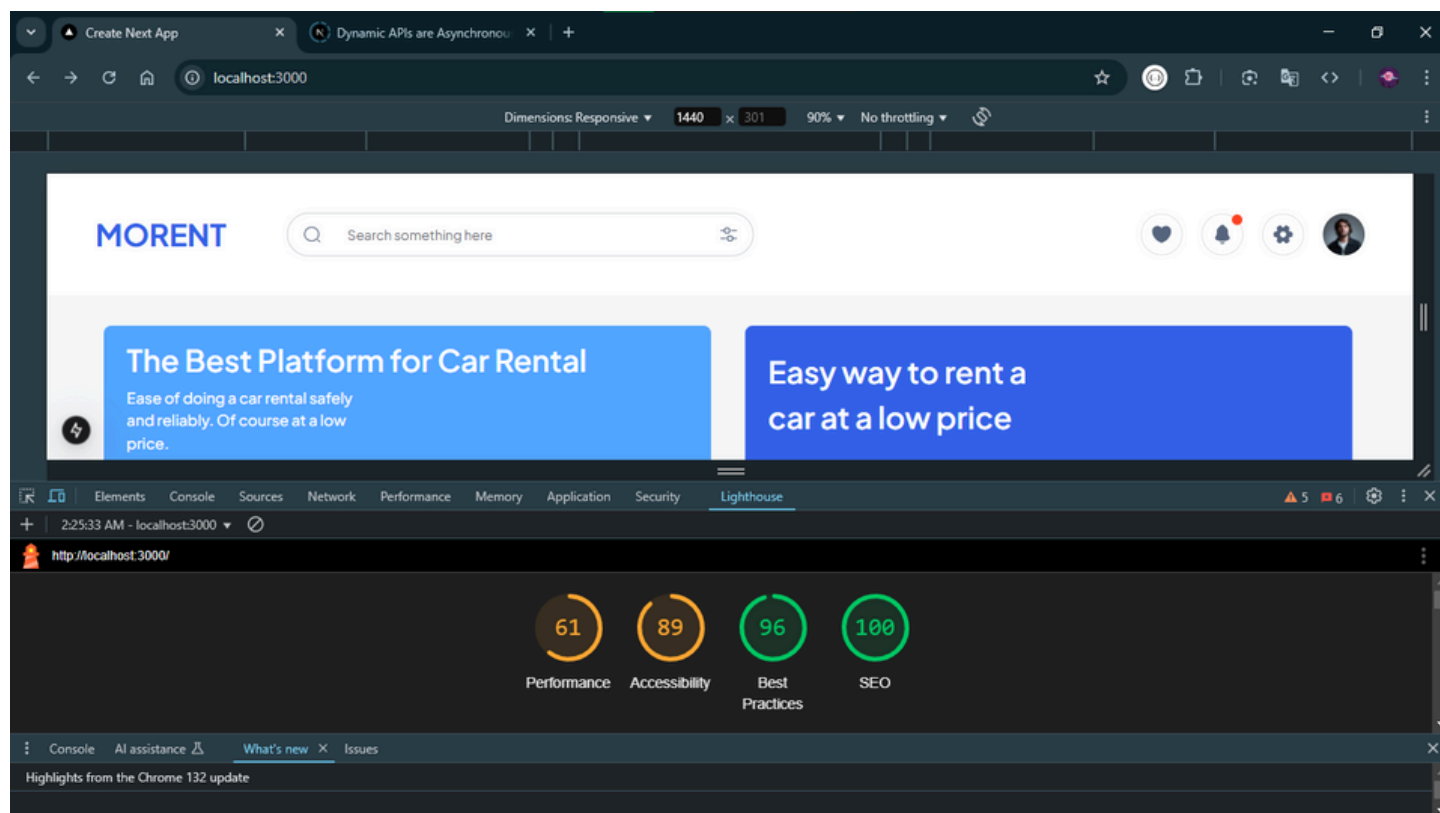 Create Next App
Dynamic APIs are Asynchronou
localhost:3000
Dimensions: Responsive 1440 x 301 90% No throttling
MORENT
Search something here
The Best Platform for Car Rental
Ease of doing a car rental safely
and reliably. Of course at a low
price.
Easy way to rent a
car at a low price
Elements Console Sources Network Performance Memory Application Security Lighthouse 5 6
2:25:33 AM - localhost:3000
http://localhost:3000/
61 89 96 100
Performance Accessibility Best
Practices SEO
Console AI assistance What's new Issues
Highlights from the Chrome 132 update